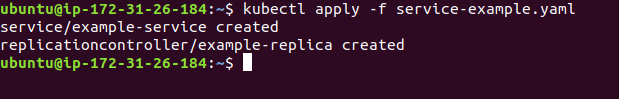 ubuntu@ip-172-31-26-184:~$ kubectl apply -f service-example.yaml
service/example-service created
replicationcontroller/example-replica created
ubuntu@ip-172-31-26-184:~$